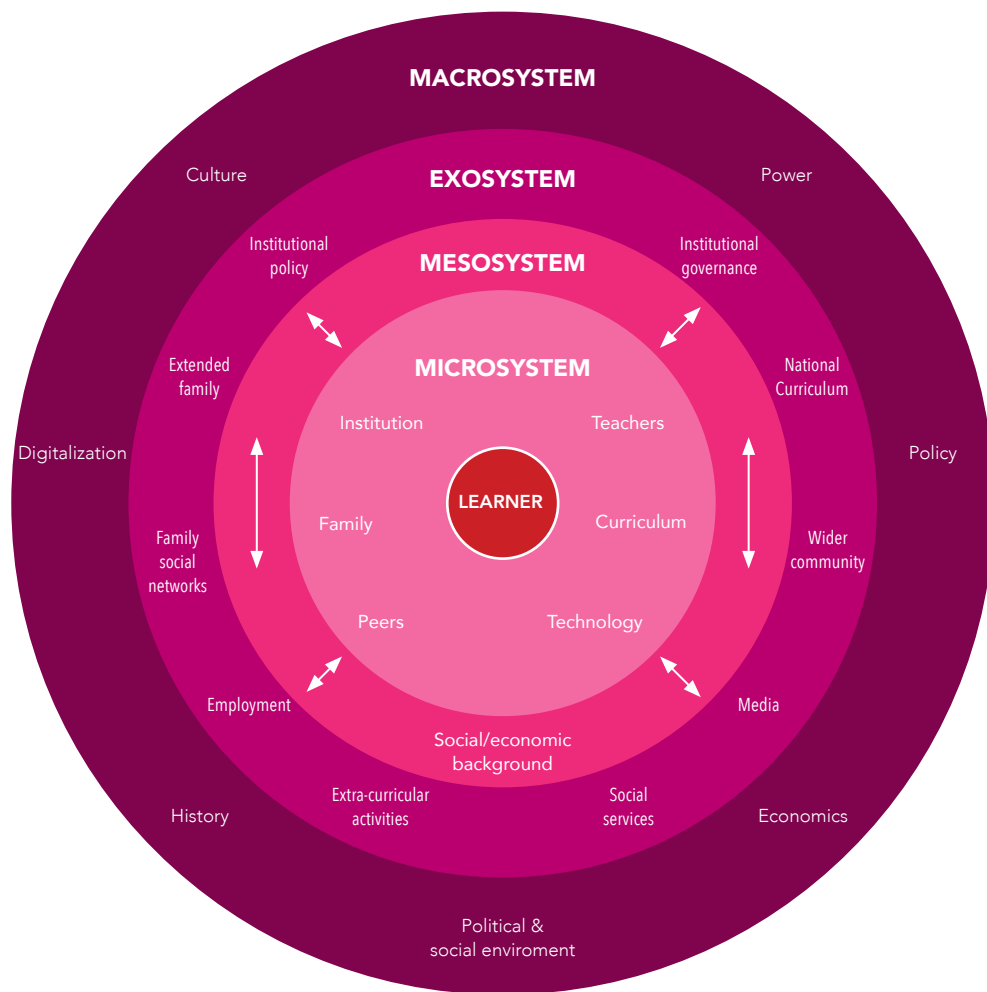 MACROSYSTEM
Culture
Power
EXOSYSTEM
Institutional
policy
Institutional
governance
MESOSYSTEM
Extended
family
MICROSYSTEM
National
Curriculum
Institution
Teachers
Digitalization
LEARNER
Policy
Family
Curriculum
Family
social
networks
Wider
community
Peers
Technology
Employment
Media
Social/economic
background
Extra-curricular
activities
Social
services
History
Economics
Political &
social enviroment